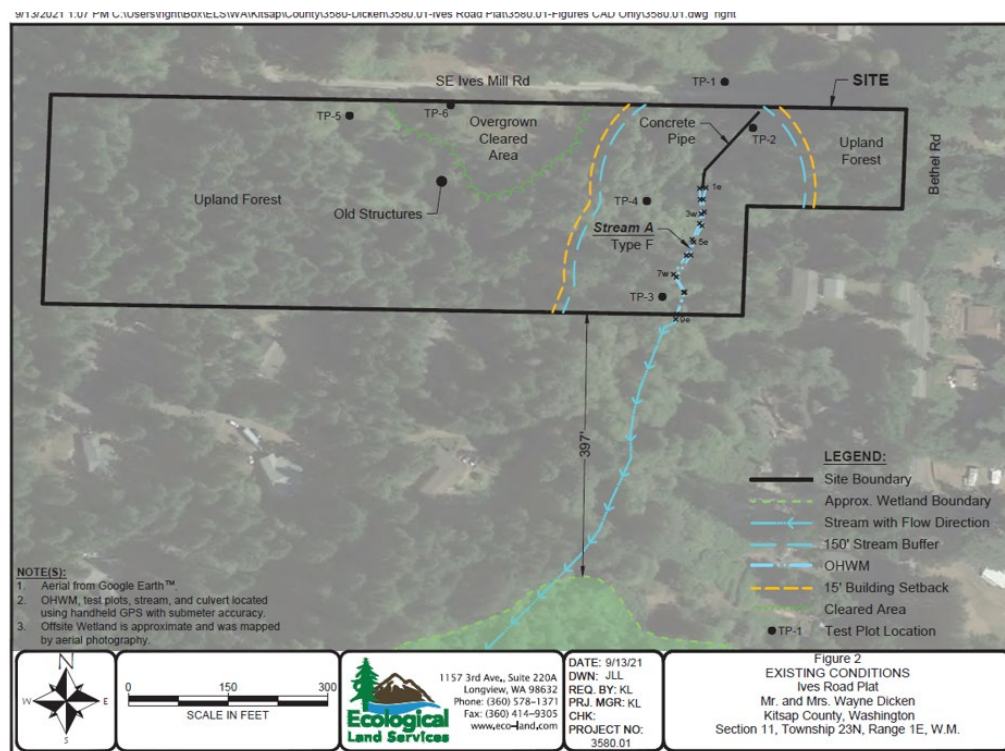 9/13/2021 1:07 PM C:\Users\right\Box\ELS\WA\Kitsap\County\3580-Dicken\3580.01-Ives Road Plat\3580.01-Figures CAD Only\3580.01.dwg right
SE Ives Mill Rd
TP-1
SITE
TP-5
TP-6
Overgrown
Cleared
Area
Concrete
Pipe
TP-2
Upland
Forest
Bethel Rd
Upland Forest
Old Structures
TP-4
1e
3w
Stream A
Type F
5e
7w
TP-3
9e
397'
LEGEND:
Site Boundary
Approx. Wetland Boundary
Stream with Flow Direction
150' Stream Buffer
OHWM
15' Building Setback
Cleared Area
TP-1 Test Plot Location
NOTE(S):
1. Aerial from Google Earth™.
2. OHWM, test plots, stream, and culvert located
using handheld GPS with submeter accuracy.
3. Offsite Wetland is approximate and was mapped
by aerial photography.
N
W E
S
0 150 300
SCALE IN FEET
Ecological
Land Services
1157 3rd Ave., Suite 220A
Longview, WA 98632
Phone: (360) 578-1371
Fax: (360) 414-9305
www.eco-land.com
DATE: 9/13/21
DWN: JLL
REQ. BY: KL
PRJ. MGR: KL
CHK:
PROJECT NO:
3580.01
Figure 2
EXISTING CONDITIONS
Ives Road Plat
Mr. and Mrs. Wayne Dicken
Kitsap County, Washington
Section 11, Township 23N, Range 1E, W.M.